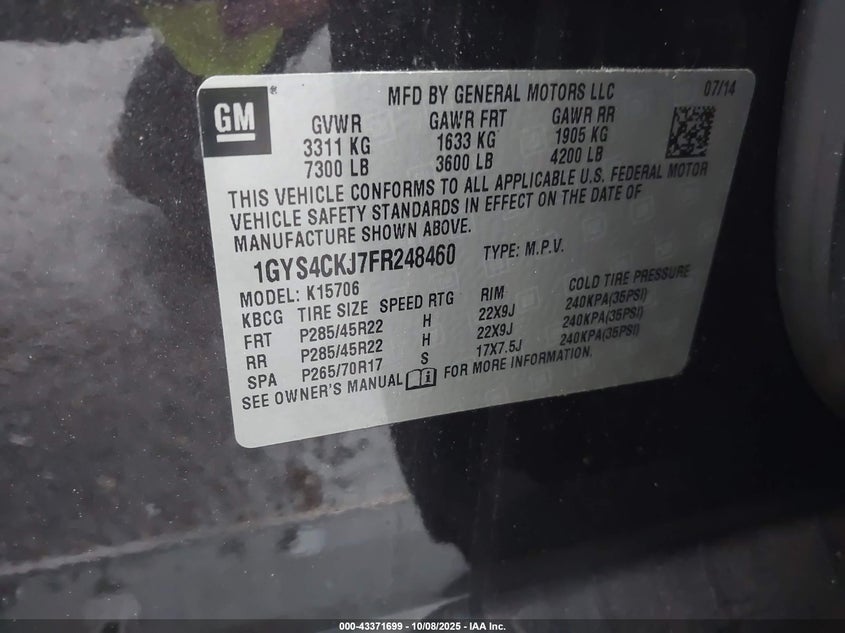 GM
MFD BY GENERAL MOTORS LLC 07/14
GVWR GAWR FRT GAWR RR
3311 KG 1633 KG 1905 KG
7300 LB 3600 LB 4200 LB
THIS VEHICLE CONFORMS TO ALL APPLICABLE U.S. FEDERAL MOTOR
VEHICLE SAFETY STANDARDS IN EFFECT ON THE DATE OF
MANUFACTURE SHOWN ABOVE.
1GYS4CKJ7FR248460 TYPE: M.P.V.
MODEL: K15706
KBCG TIRE SIZE SPEED RTG RIM COLD TIRE PRESSURE
FRT P285/45R22 H 22X9J 240KPA(35PSI)
RR P285/45R22 H 22X9J 240KPA(35PSI)
SPA P265/70R17 S 17X7.5J 240KPA(35PSI)
SEE OWNER'S MANUAL FOR MORE INFORMATION.
000-43371699 - 10/08/2025 - IAA Inc.